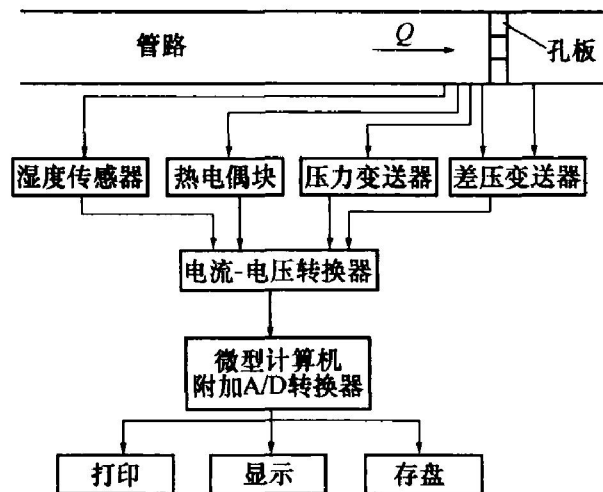 管路
Q
孔板
湿度传感器
热电偶块
压力变送器
差压变送器
电流-电压转换器
微型计算机
附加A/D转换器
打印
显示
存盘